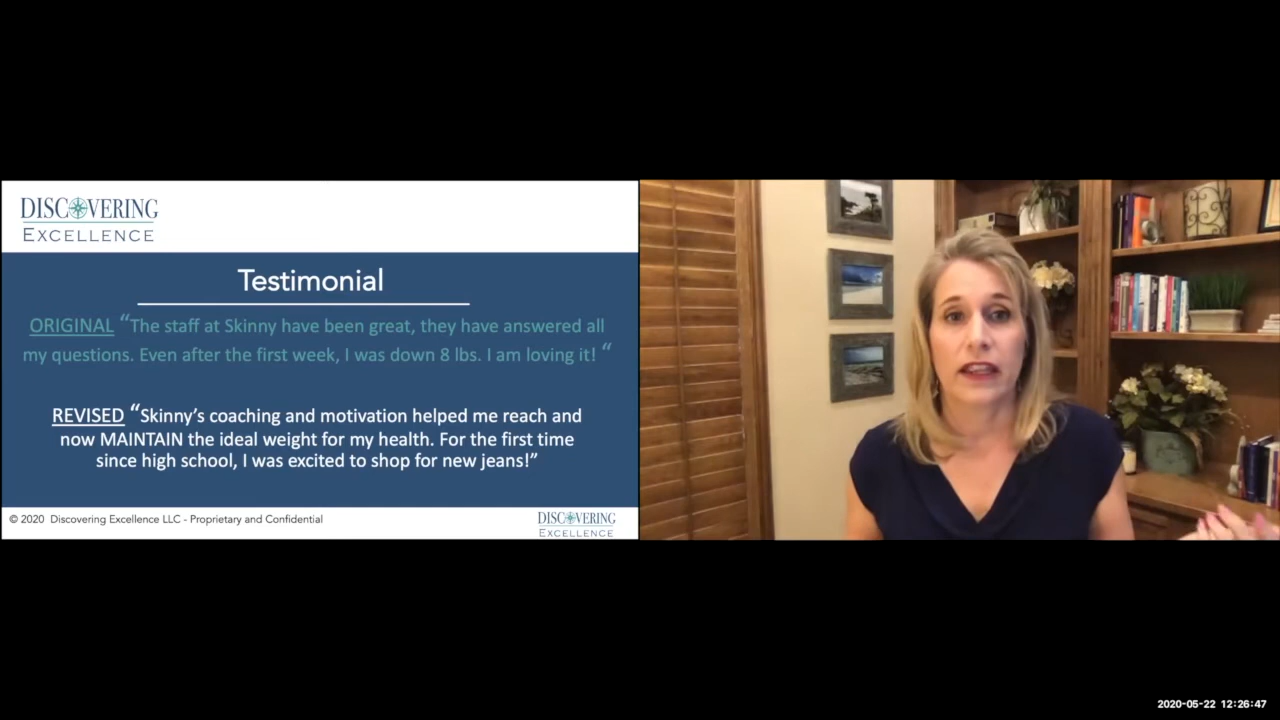 DISCOVERING
EXCELLENCE
Testimonial
ORIGINAL “The staff at Skinny have been great, they have answered all
my questions. Even after the first week, I was down 8 lbs. I am loving it! “
REVISED “Skinny’s coaching and motivation helped me reach and
now MAINTAIN the ideal weight for my health. For the first time
since high school, I was excited to shop for new jeans!”
© 2020 Discovering Excellence LLC - Proprietary and Confidential
DISCOVERING
EXCELLENCE
2020-05-22 12:26:47